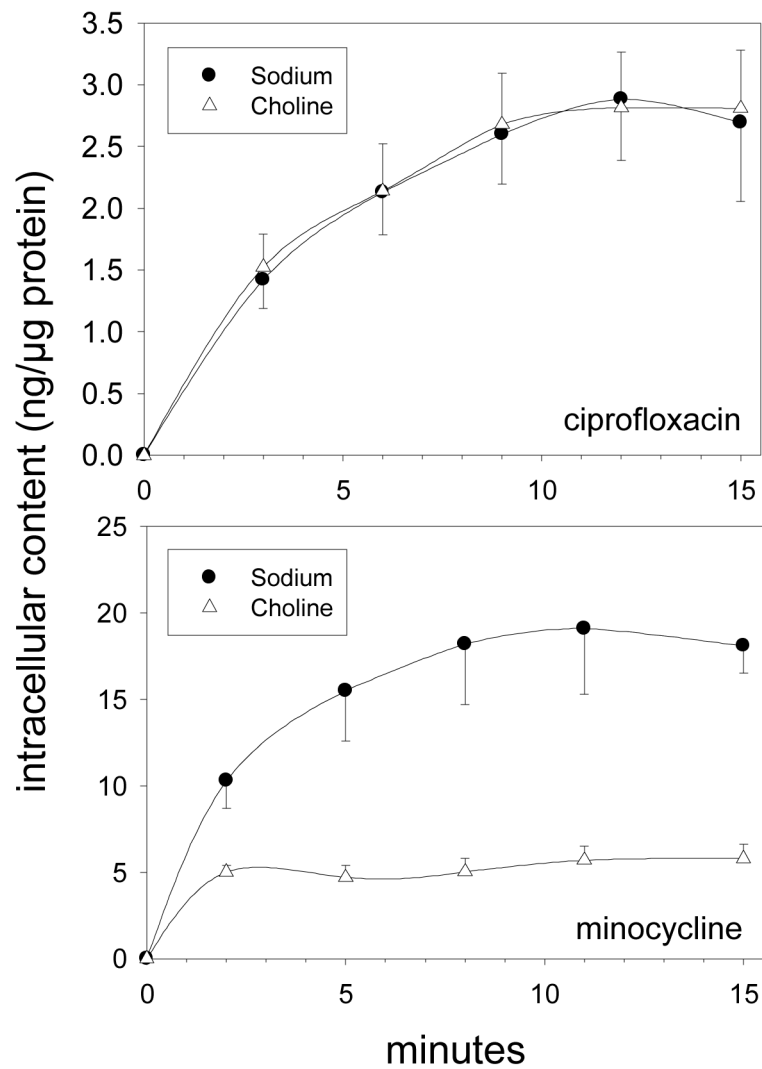 intracellular content (ng/µg protein)
3.5
3.0
2.5
2.0
1.5
1.0
0.5
0.0
Sodium
Choline
ciprofloxacin
0 5 10 15
25
20
15
10
5
0
Sodium
Choline
minocycline
0 5 10 15
minutes